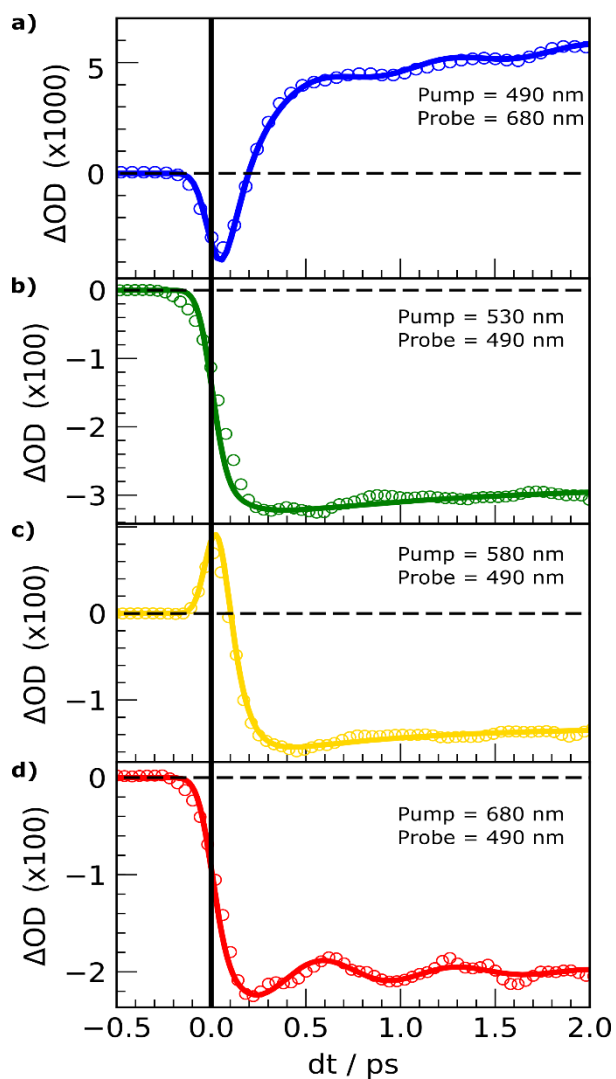 a)
ΔOD (x1000)
5
0
Pump = 490 nm
Probe = 680 nm
b)
ΔOD (x100)
0
−1
−2
−3
Pump = 530 nm
Probe = 490 nm
c)
ΔOD (x100)
0
−1
Pump = 580 nm
Probe = 490 nm
d)
ΔOD (x100)
0
−1
−2
Pump = 680 nm
Probe = 490 nm
−0.5 0.0 0.5 1.0 1.5 2.0
dt / ps